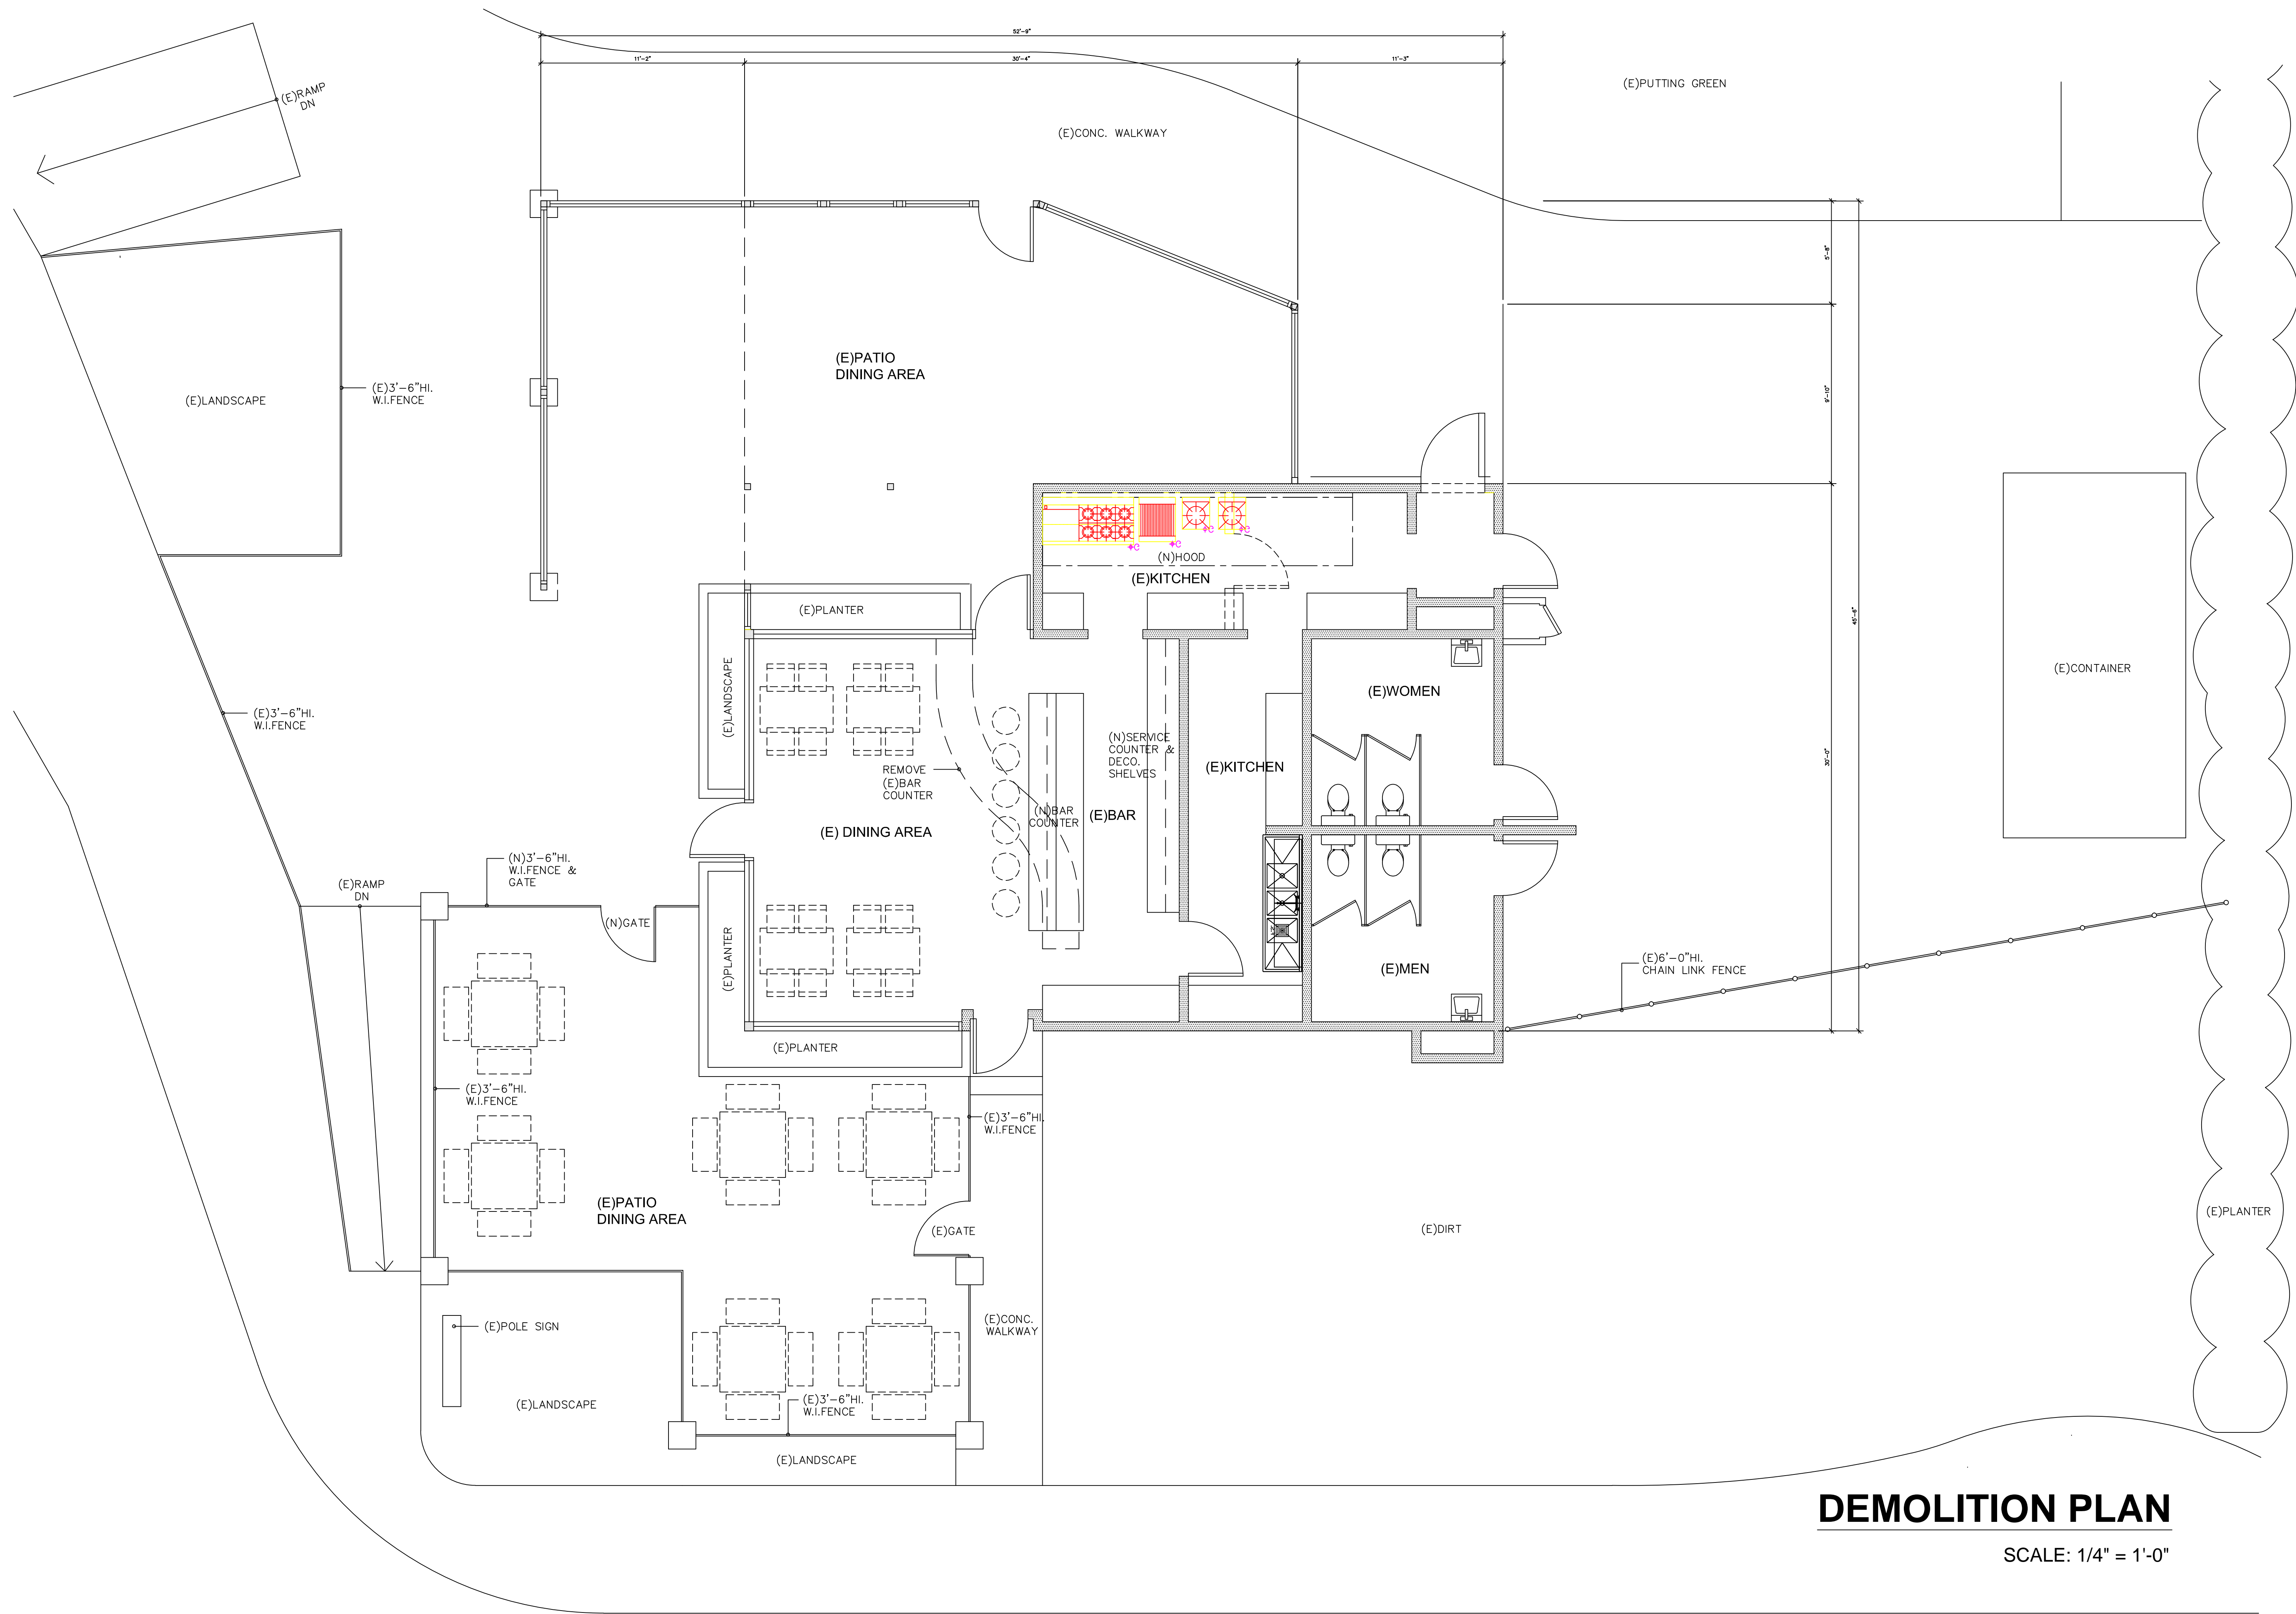 52'-9"
11'-2"
30'-4"
11'-3"
(E)RAMP
DN
(E)PUTTING GREEN
(E)CONC. WALKWAY
5'-8"
(E)PATIO
DINING AREA
(E)3'-6"HI.
W.I.FENCE
(E)LANDSCAPE
9'-10"
(N)HOOD
(E)KITCHEN
(E)PLANTER
45'-6"
(E)LANDSCAPE
(E)CONTAINER
(E)WOMEN
(E)3'-6"HI.
W.I.FENCE
(N)SERVICE
COUNTER &
DECO.
SHELVES
30'-0"
REMOVE
(E)BAR
COUNTER
(E)KITCHEN
(N)BAR
COUNTER
(E)BAR
(E) DINING AREA
(N)3'-6"HI.
W.I.FENCE &
GATE
(E)RAMP
DN
(N)GATE
(E)PLANTER
(E)MEN
(E)6'-0"HI.
CHAIN LINK FENCE
(E)PLANTER
(E)3'-6"HI.
W.I.FENCE
(E)3'-6"HI.
W.I.FENCE
(E)PATIO
DINING AREA
(E)GATE
(E)DIRT
(E)PLANTER
(E)POLE SIGN
(E)CONC.
WALKWAY
(E)LANDSCAPE
(E)3'-6"HI.
W.I.FENCE
(E)LANDSCAPE
DEMOLITION PLAN
SCALE: 1/4" = 1'-0"